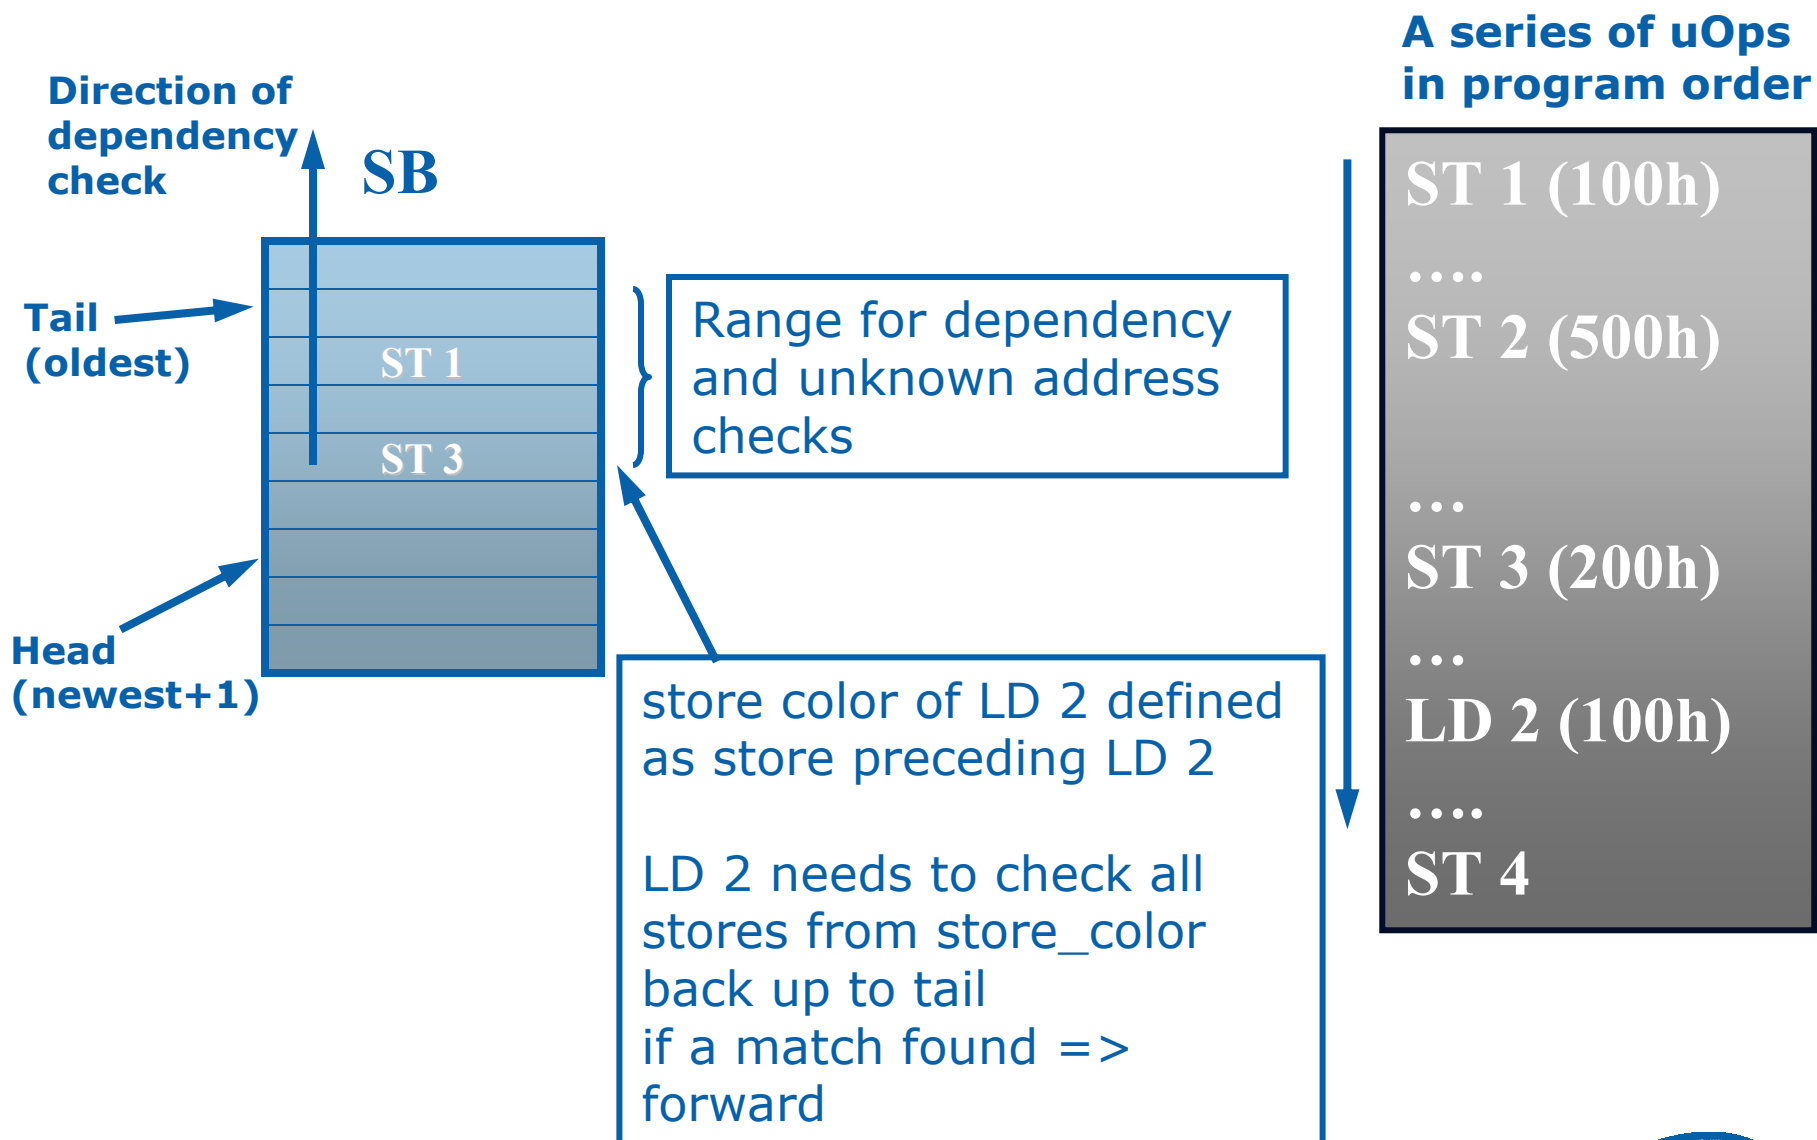 A series of uOps
in program order
Direction of
dependency
check
SB
Tail
(oldest)
ST 1
ST 3
Head
(newest+1)
Range for dependency
and unknown address
checks
store color of LD 2 defined
as store preceding LD 2
LD 2 needs to check all
stores from store_color
back up to tail
if a match found =>
forward
ST 1 (100h)
....
ST 2 (500h)
...
ST 3 (200h)
...
LD 2 (100h)
....
ST 4